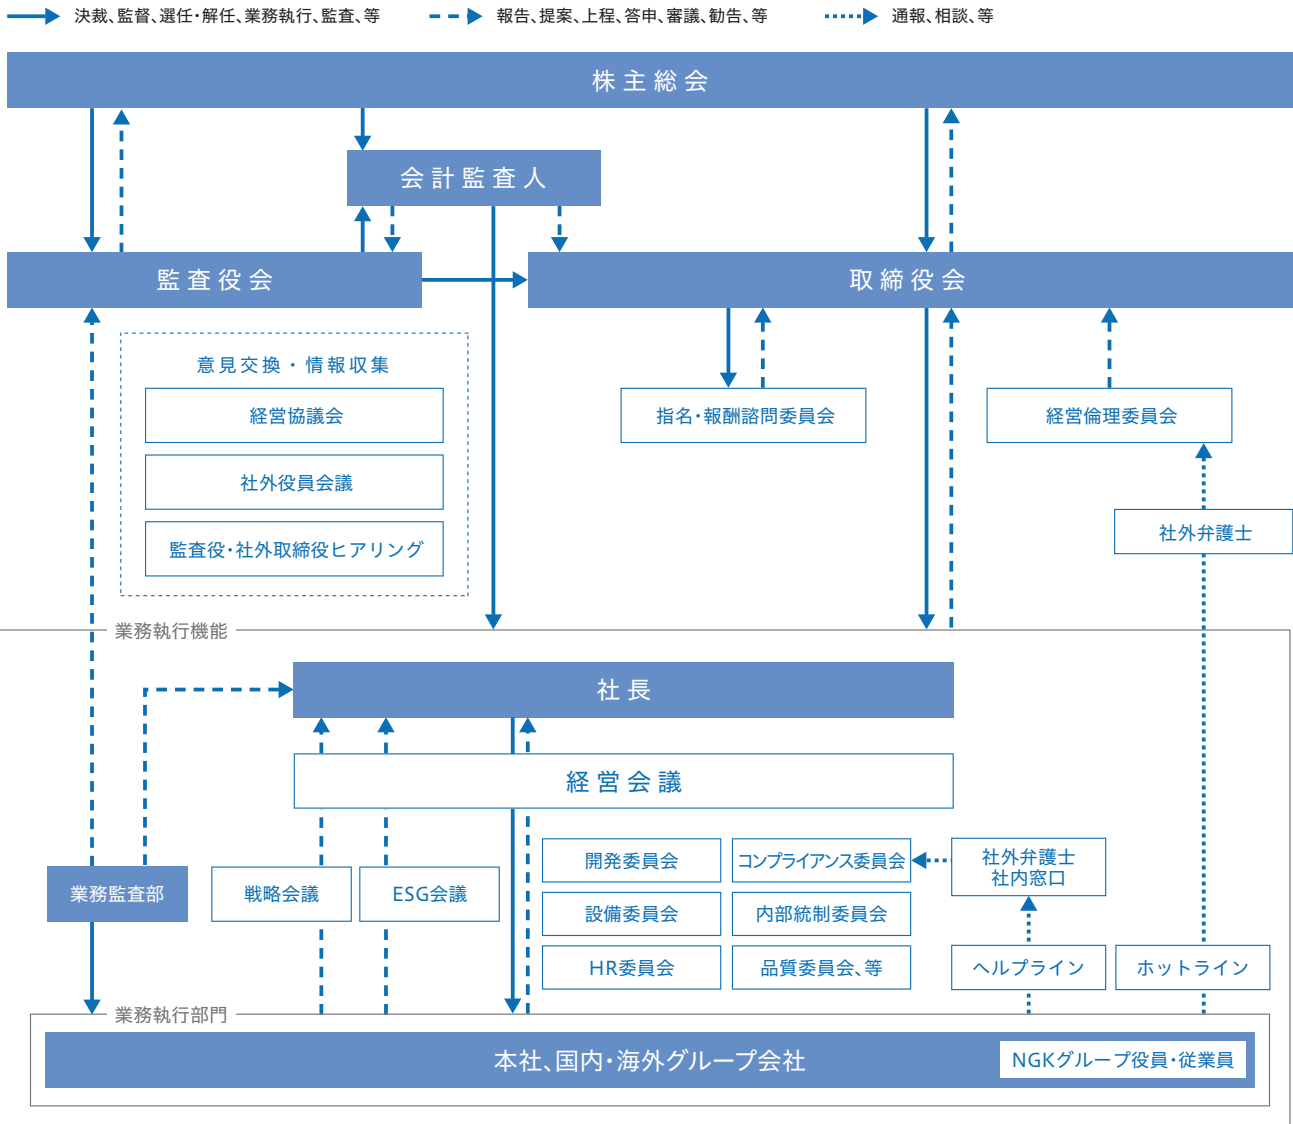 決裁、監督、選任・解任、業務執行、監査、等
報告、提案、上程、答申、審議、勧告、等
通報、相談、等
株主総会
会計監査人
監査役会
取締役会
意見交換・情報収集
経営協議会
社外役員会議
監査役・社外取締役ヒアリング
指名・報酬諮問委員会
経営倫理委員会
社外弁護士
業務執行機能
社長
経営会議
業務監査部
戦略会議
ESG会議
開発委員会
コンプライアンス委員会
社外弁護士
社内窓口
設備委員会
内部統制委員会
HR委員会
品質委員会、等
ヘルプライン
ホットライン
業務執行部門
本社、国内・海外グループ会社
NGKグループ役員・従業員